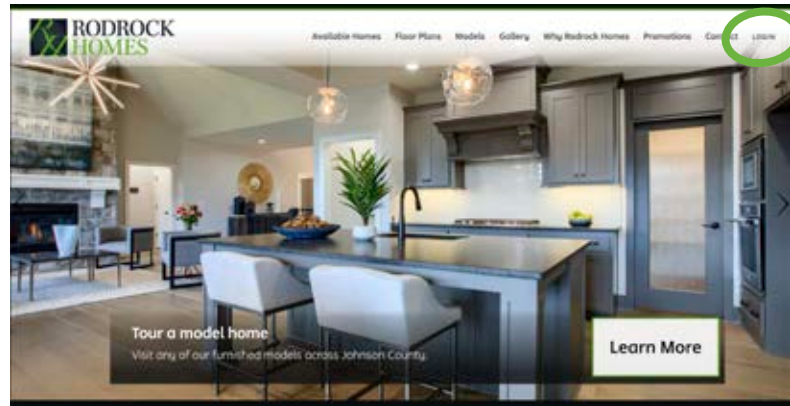 RODROCK
HOMES
Available Homes Floor Plans Models Gallery Why Rodrock Homes Promotions Contact LOGIN
Tour a model home
Visit any of our furnished models across Johnson County.
Learn More